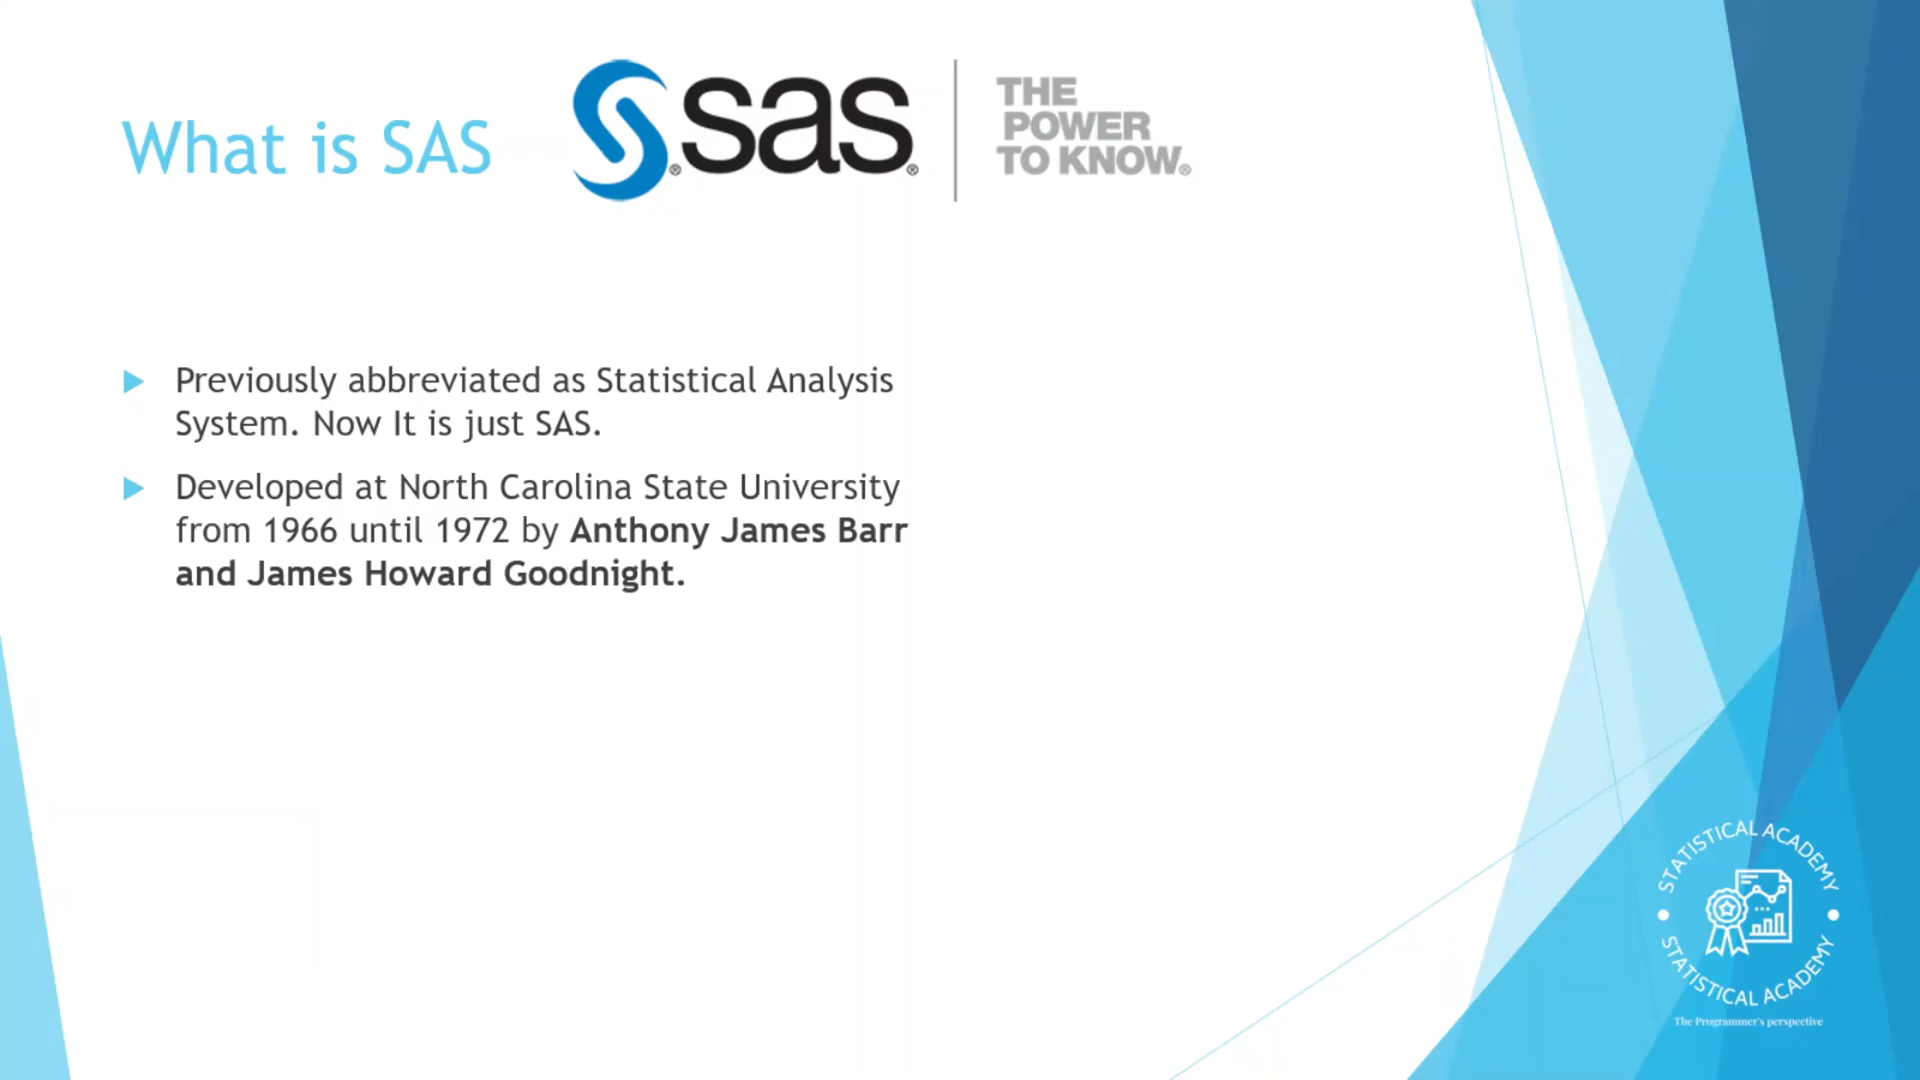 What is SAS
sas
THE
POWER
TO KNOW®
Previously abbreviated as Statistical Analysis
System. Now It is just SAS.
Developed at North Carolina State University
from 1966 until 1972 by Anthony James Barr
and James Howard Goodnight.
STATISTICAL ACADEMY
STATISTICAL ACADEMY
The Programmer's perspective